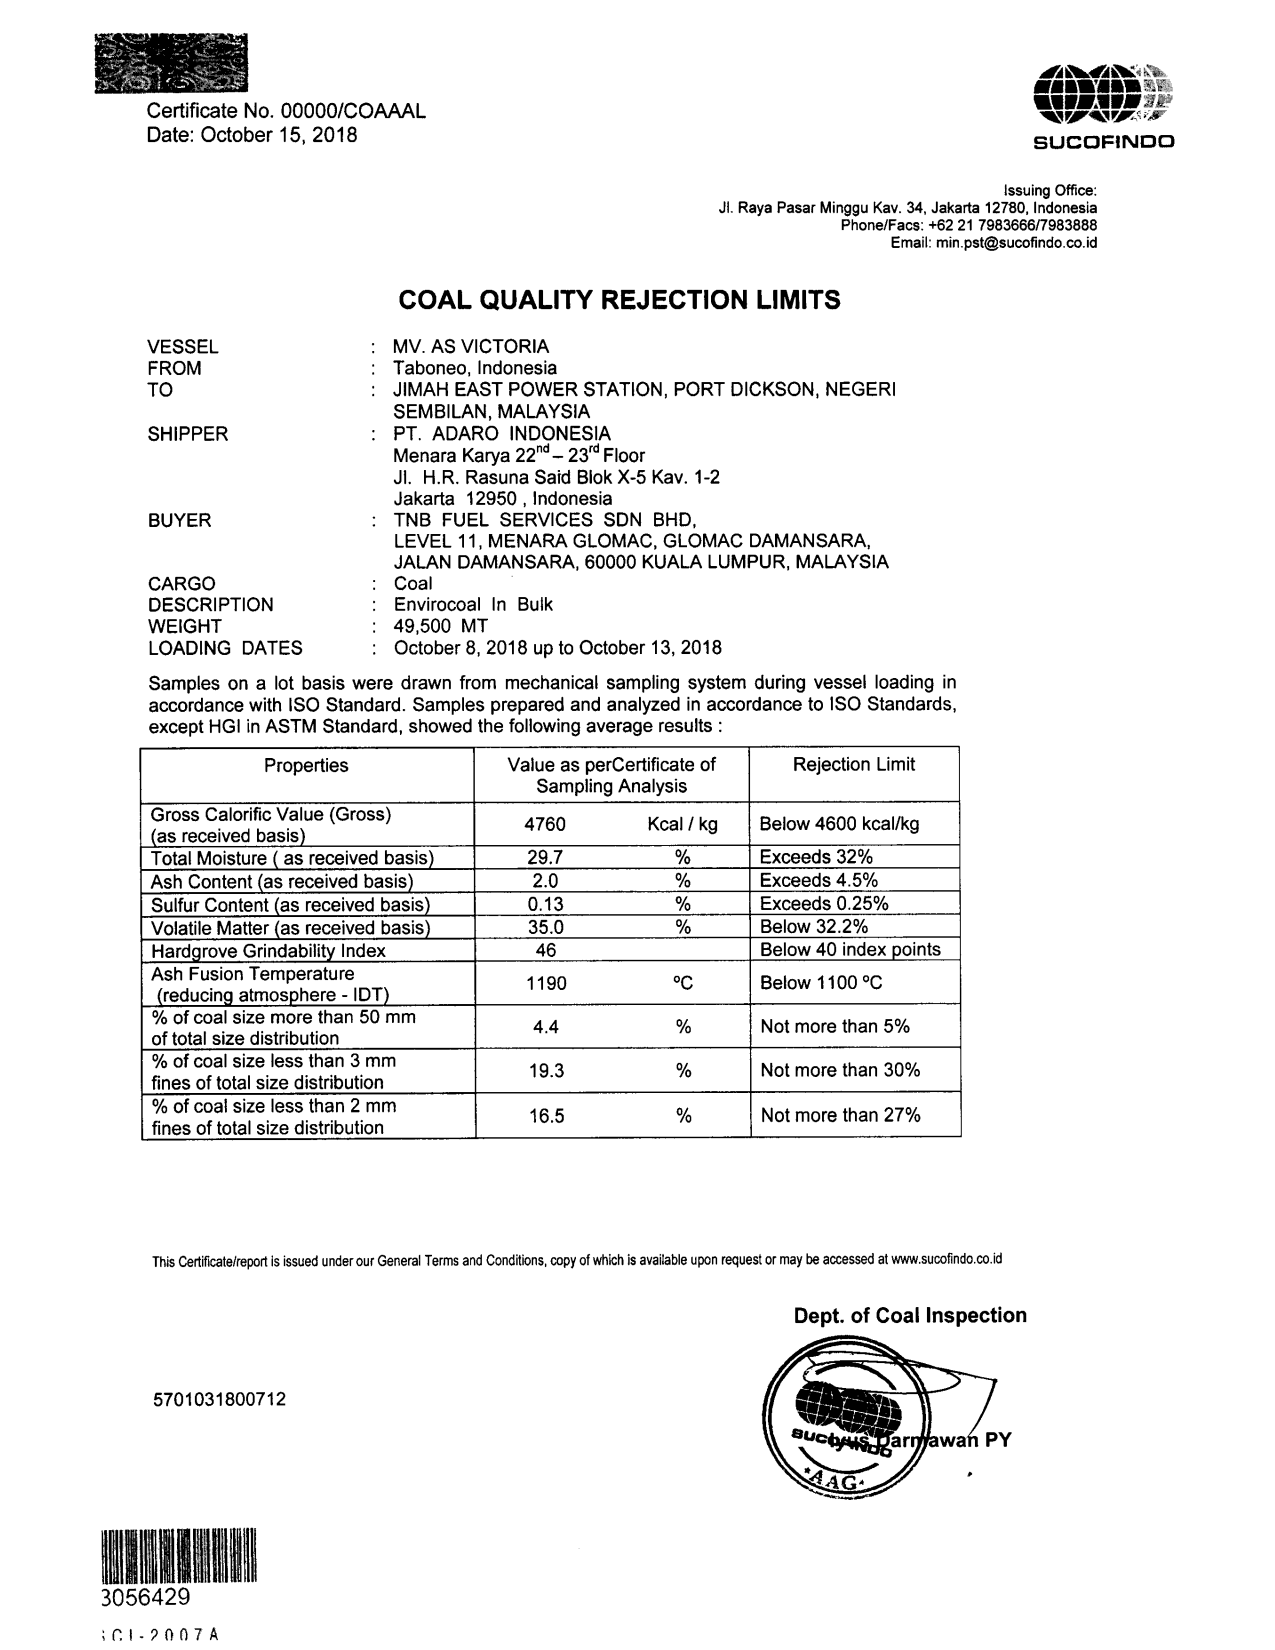 Certificate No. 00000/COAAAL
Date: October 15, 2018
SUCOFINDO
Issuing Office:
Jl. Raya Pasar Minggu Kav. 34, Jakarta 12780, Indonesia
Phone/Facs: +62 21 7983666/7983888
Email: min.pst@sucofindo.co.id
COAL QUALITY REJECTION LIMITS
VESSEL : MV. AS VICTORIA
FROM : Taboneo, Indonesia
TO : JIMAH EAST POWER STATION, PORT DICKSON, NEGERI
SEMBILAN, MALAYSIA
SHIPPER : PT. ADARO INDONESIA
Menara Karya 22nd – 23rd Floor
Jl. H.R. Rasuna Said Blok X-5 Kav. 1-2
Jakarta 12950 , Indonesia
BUYER : TNB FUEL SERVICES SDN BHD,
LEVEL 11, MENARA GLOMAC, GLOMAC DAMANSARA,
JALAN DAMANSARA, 60000 KUALA LUMPUR, MALAYSIA
CARGO : Coal
DESCRIPTION : Envirocoal In Bulk
WEIGHT : 49,500 MT
LOADING DATES : October 8, 2018 up to October 13, 2018
Samples on a lot basis were drawn from mechanical sampling system during vessel loading in
accordance with ISO Standard. Samples prepared and analyzed in accordance to ISO Standards,
except HGI in ASTM Standard, showed the following average results :
Properties Value as perCertificate of Rejection Limit
Sampling Analysis
Gross Calorific Value (Gross)
(as received basis) 4760 Kcal / kg Below 4600 kcal/kg
Total Moisture ( as received basis) 29.7 % Exceeds 32%
Ash Content (as received basis) 2.0 % Exceeds 4.5%
Sulfur Content (as received basis) 0.13 % Exceeds 0.25%
Volatile Matter (as received basis) 35.0 % Below 32.2%
Hardgrove Grindability Index 46 Below 40 index points
Ash Fusion Temperature
(reducing atmosphere - IDT) 1190 ºC Below 1100 ºC
% of coal size more than 50 mm
of total size distribution 4.4 % Not more than 5%
% of coal size less than 3 mm
fines of total size distribution 19.3 % Not more than 30%
% of coal size less than 2 mm
fines of total size distribution 16.5 % Not more than 27%
This Certificate/report is issued under our General Terms and Conditions, copy of which is available upon request or may be accessed at www.sucofindo.co.id
Dept. of Coal Inspection
5701031800712
SUCOFINDO
Darmawan PY
AAG
3056429
CI-2007A